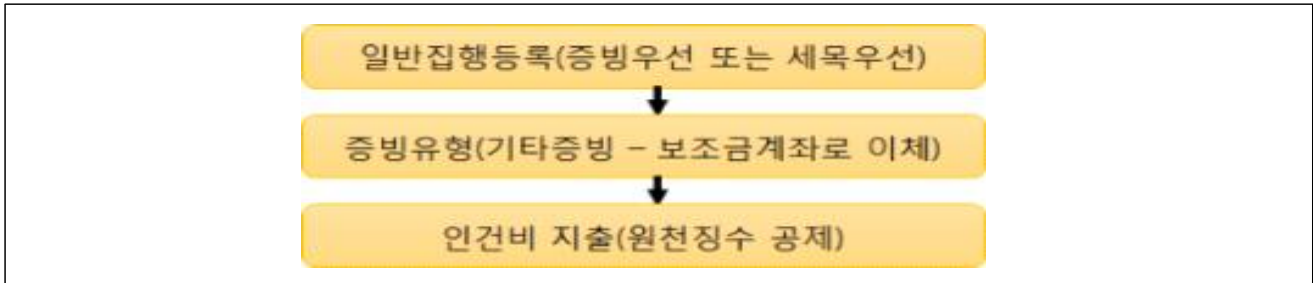 일반집행등록(증빙우선 또는 세목우선)
증빙유형(기타증빙 – 보조금계좌로 이체)
인건비 지출(원천징수 공제)